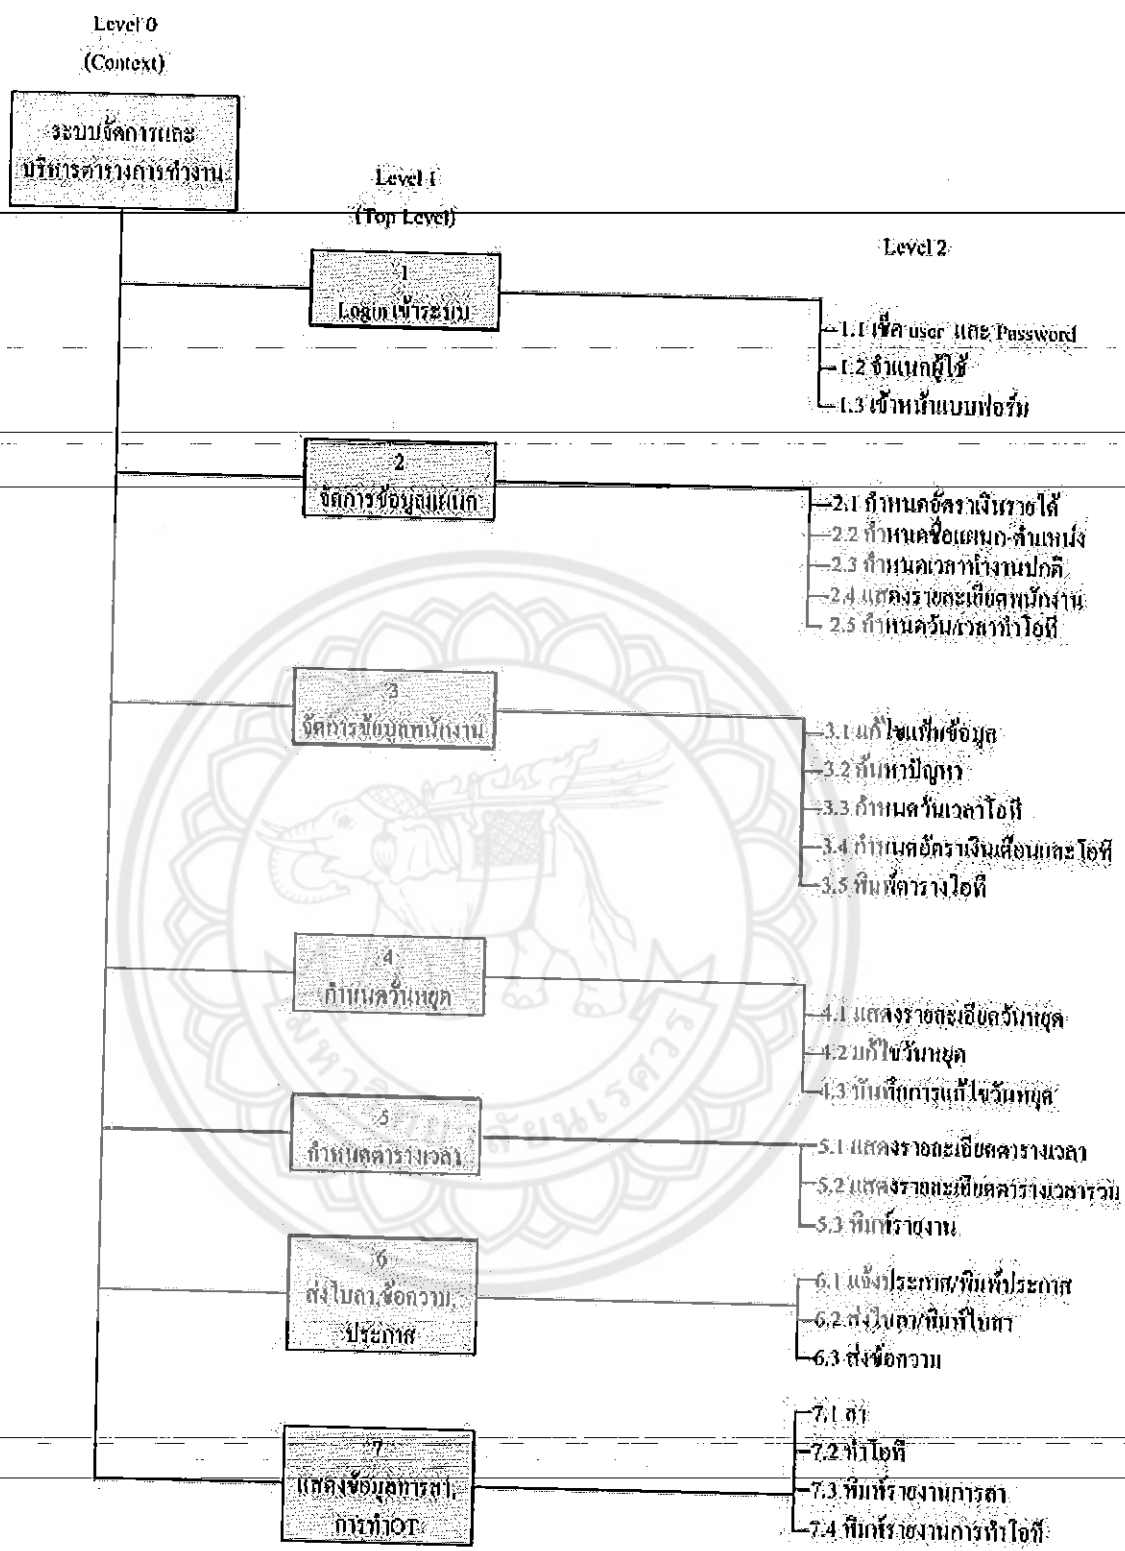 Level 0
(Context)
ระบบจัดการและ
บริหารตารางการทำงาน
Level 1
(Top Level)
Level 2
1
Login เข้าระบบ
1.1 เช็ค user และ Password
1.2 จำแนกผู้ใช้
1.3 เข้าหน้าแบบฟอร์ม
2
จัดการข้อมูลแผนก
2.1 กำหนดอัตราเงินรายได้
2.2 กำหนดชื่อแผนก-ตำแหน่ง
2.3 กำหนดเวลาทำงานปกติ
2.4 แสดงรายละเอียดพนักงาน
2.5 กำหนดวัน/เวลาทำโอที
3
จัดการข้อมูลพนักงาน
3.1 แก้ไขแฟ้มข้อมูล
3.2 ค้นหาปัญหา
3.3 กำหนดวันเวลาโอที
3.4 กำหนดอัตราเงินเดือนและโอที
3.5 พิมพ์ตารางโอที
4
กำหนดวันหยุด
4.1 แสดงรายละเอียดวันหยุด
4.2 แก้ไขวันหยุด
4.3 บันทึกการแก้ไขวันหยุด
5
กำหนดตารางเวลา
5.1 แสดงรายละเอียดตารางเวลา
5.2 แสดงรายละเอียดตารางเวลารวม
5.3 พิมพ์รายงาน
6
ส่งใบลา,ข้อความ,
ประกาศ
6.1 แจ้งประกาศ/พิมพ์ประกาศ
6.2 ส่งใบลา/พิมพ์ใบลา
6.3 ส่งข้อความ
7
แสดงข้อมูลการลา,
การทำOT
7.1 ลา
7.2 ทำโอที
7.3 พิมพ์รายงานการลา
7.4 พิมพ์รายงานการทำโอที
มหาวิทยาลัยนเรศวร